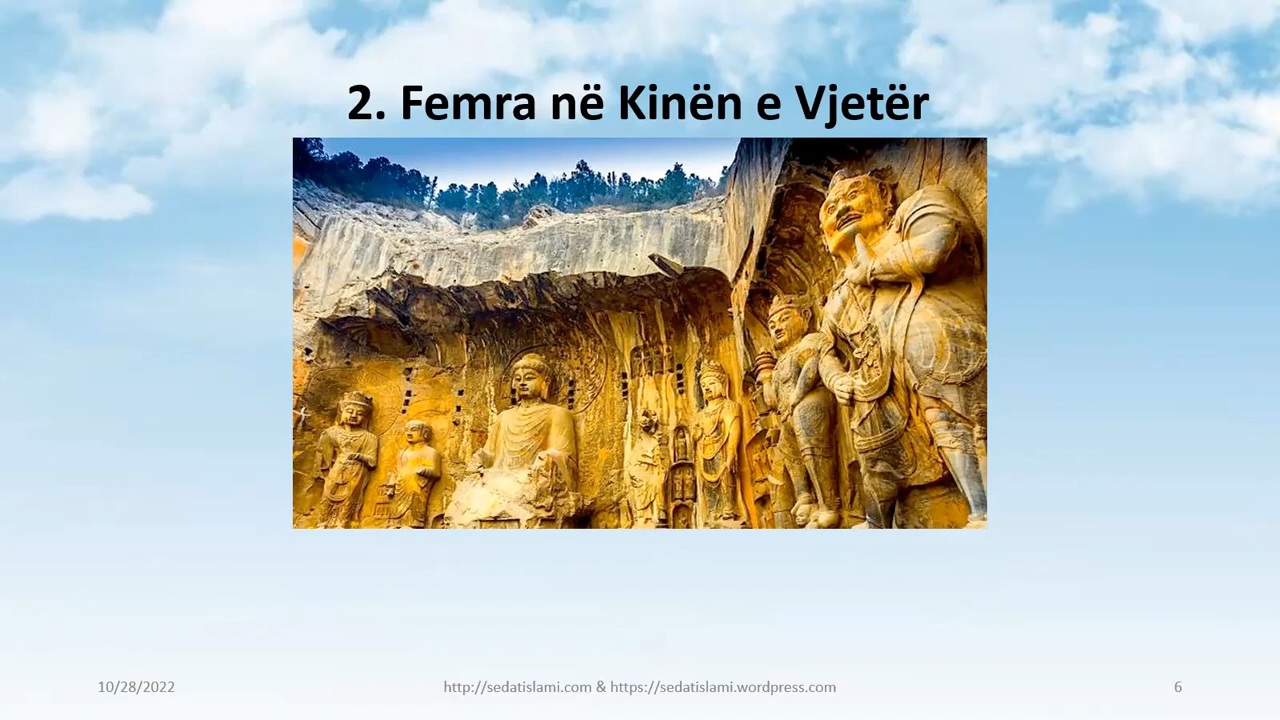 2. Femra në Kinën e Vjetër
10/28/2022
http://sedatislami.com & https://sedatislami.wordpress.com
6